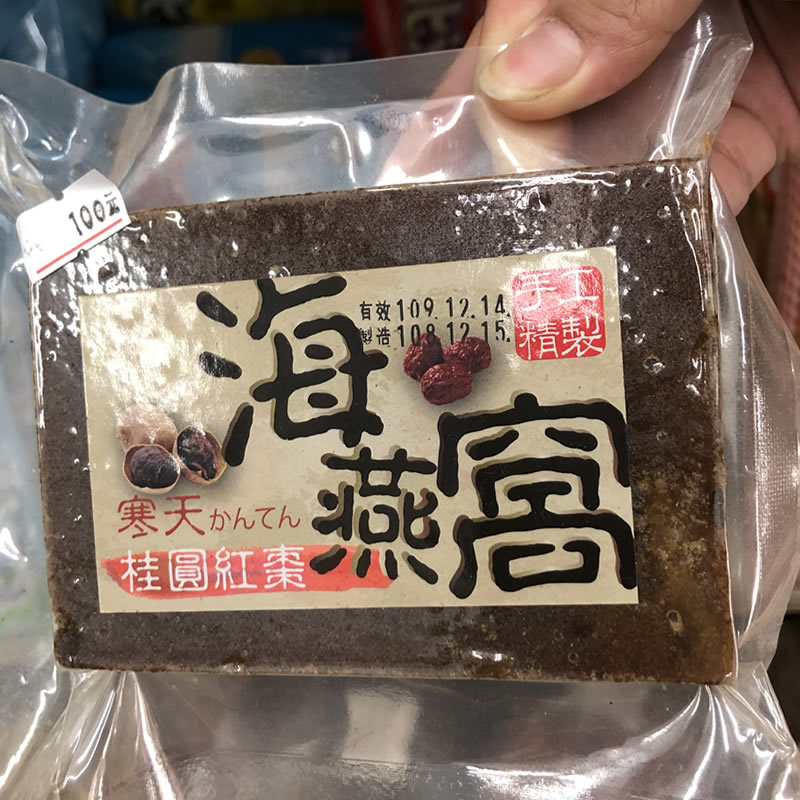 100元
有效109.12.14.
製造108.12.15.
手工
精製
海燕窩
寒天かんてん
桂圓紅棗